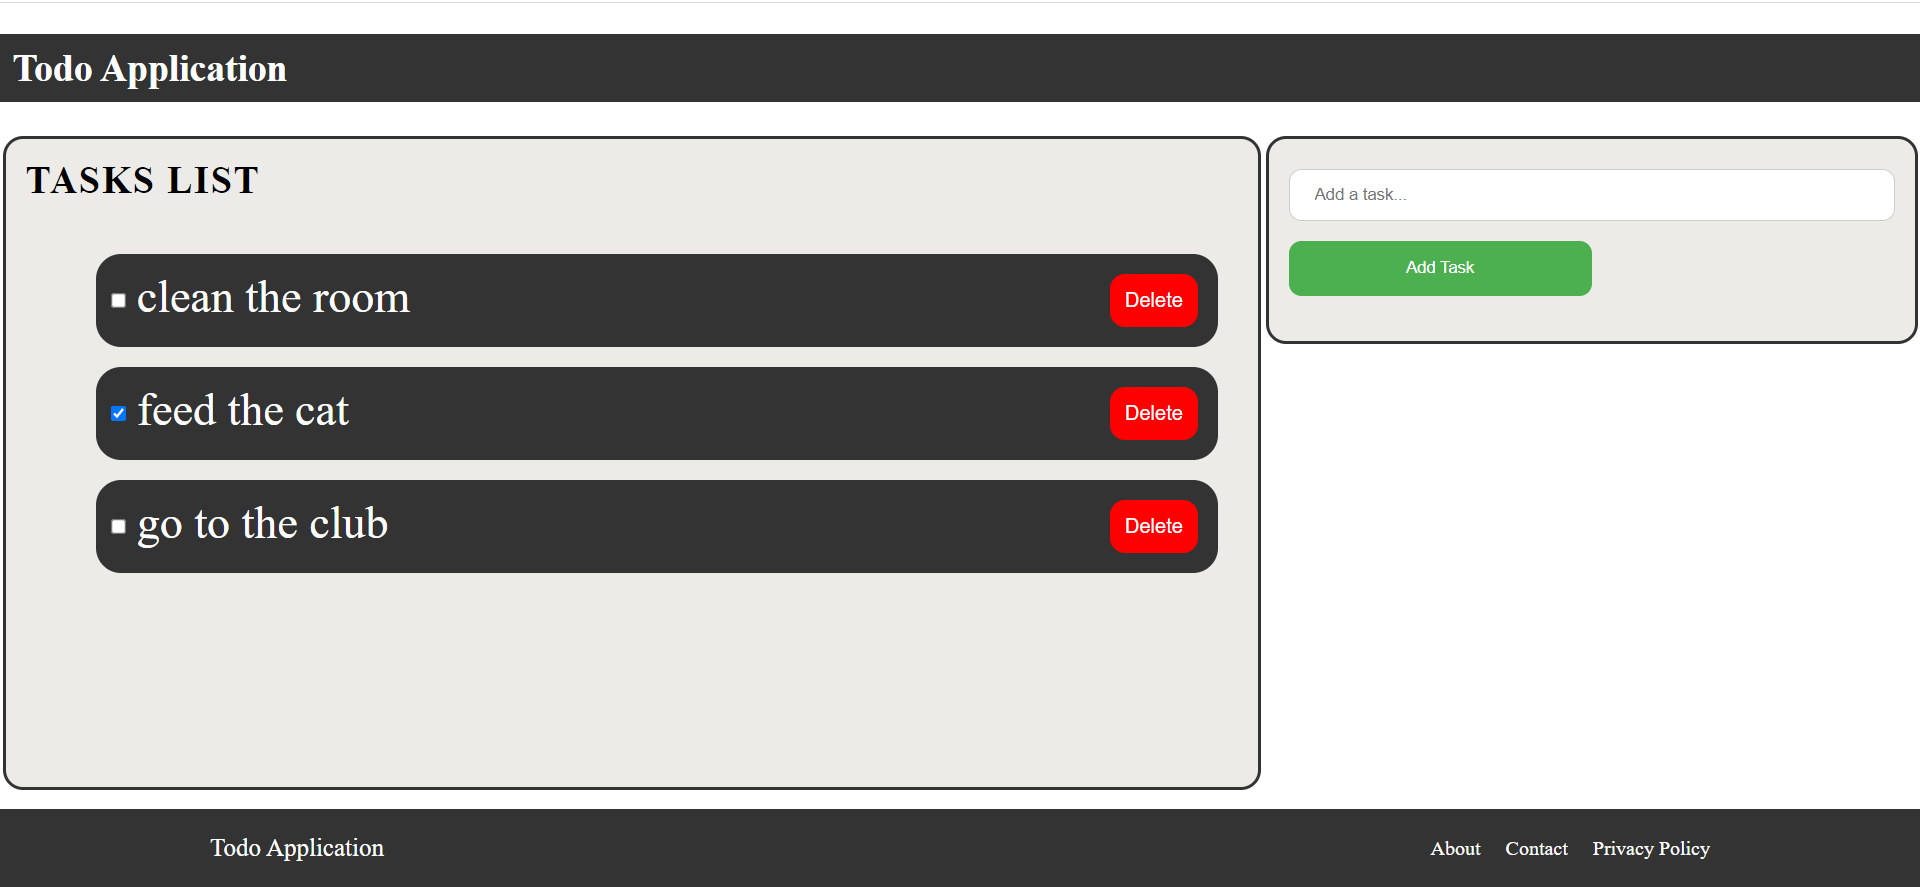 Todo Application
TASKS LIST
clean the room
Delete
feed the cat
Delete
go to the club
Delete
Add a task...
Add Task
Todo Application
About Contact Privacy Policy